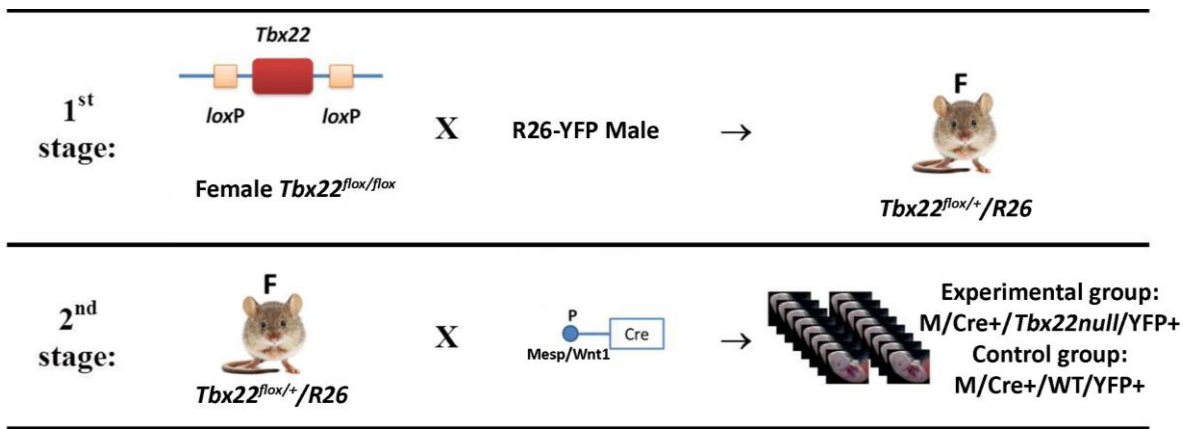 1st stage:
Tbx22
loxP loxP
Female Tbx22flox/flox
X
R26-YFP Male
→
F
Tbx22flox/+/R26
2nd stage:
F
Tbx22flox/+/R26
X
P
Cre
Mesp/Wnt1
→
Experimental group:
M/Cre+/Tbx22null/YFP+
Control group:
M/Cre+/WT/YFP+